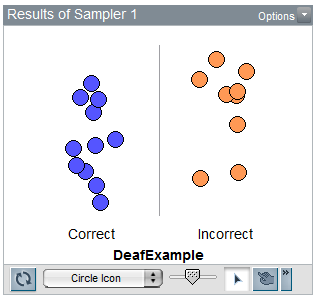 Results of Sampler 1 Options
Correct Incorrect
DeafExample
Circle Icon